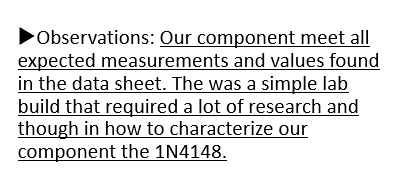 ▶Observations: Our component meet all
expected measurements and values found
in the data sheet. The was a simple lab
build that required a lot of research and
though in how to characterize our
component the 1N4148.